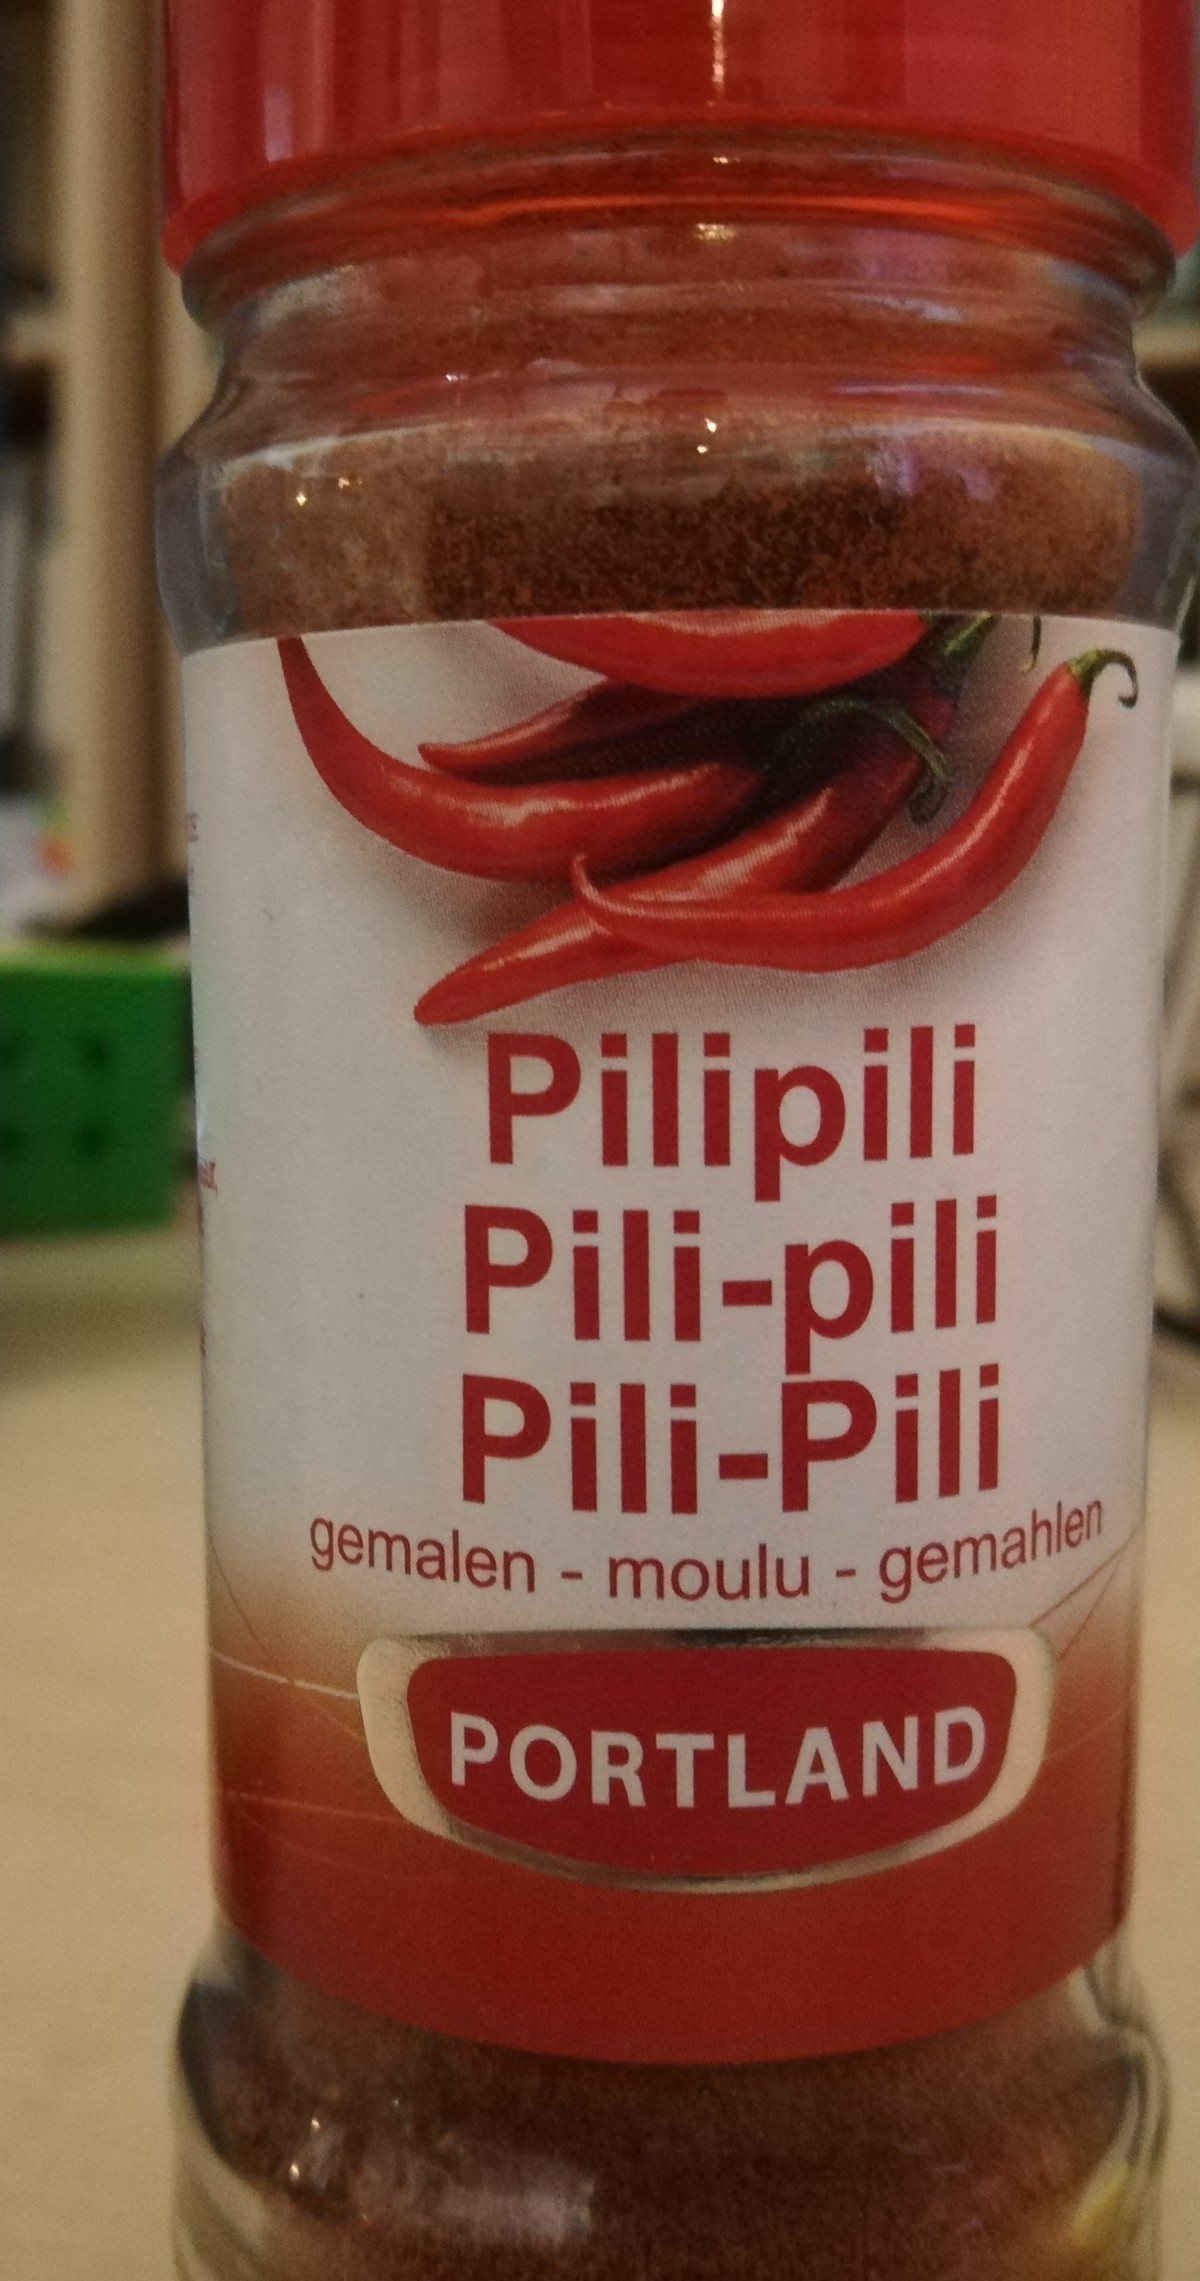 Pilipili
Pili-pili
Pili-Pili
gemalen - moulu - gemahlen
PORTLAND